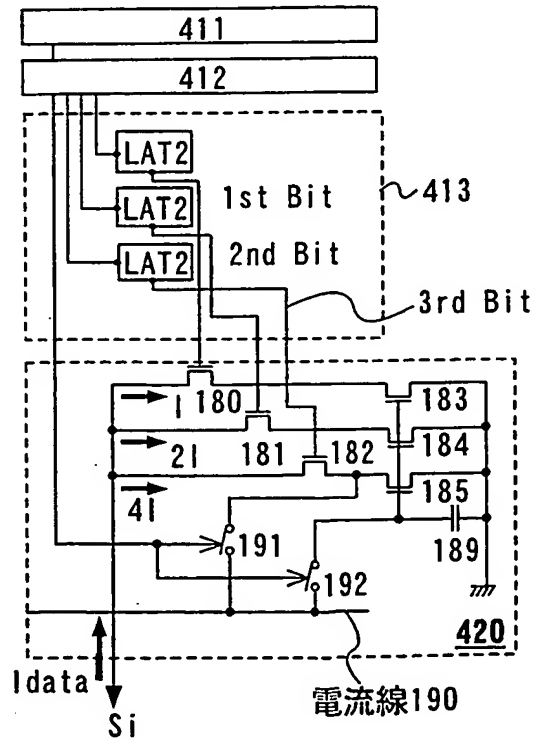 411
412
LAT2
1st Bit
413
LAT2
2nd Bit
LAT2
3rd Bit
I 180 183
2I 181 182 184
4I 185
191 189
192
420
Idata
Si
電流線190